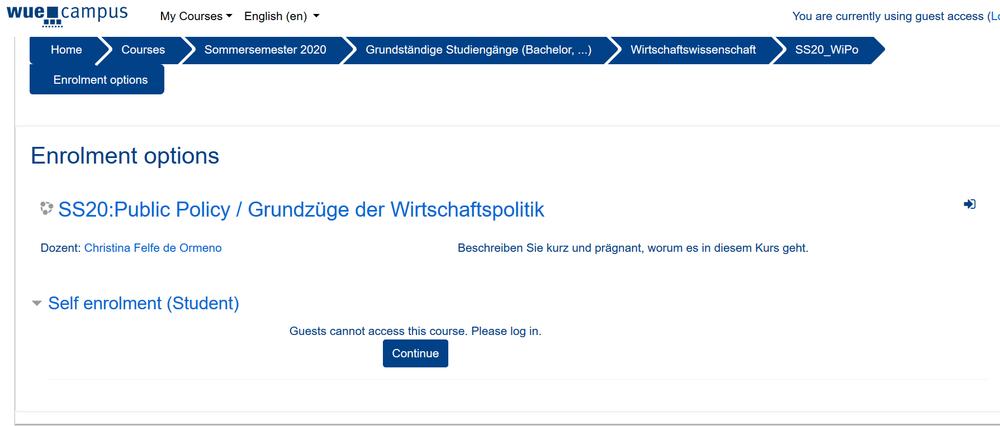 wuecampus
My Courses English (en) You are currently using guest access (
Home Courses Sommersemester 2020 Grundständige Studiengänge (Bachelor, ...) Wirtschaftswissenschaft SS20_WiPo
Enrolment options
Enrolment options
SS20:Public Policy / Grundzüge der Wirtschaftspolitik
Dozent: Christina Felfe de Ormeno Beschreiben Sie kurz und prägnant, worum es in diesem Kurs geht.
Self enrolment (Student)
Guests cannot access this course. Please log in.
Continue